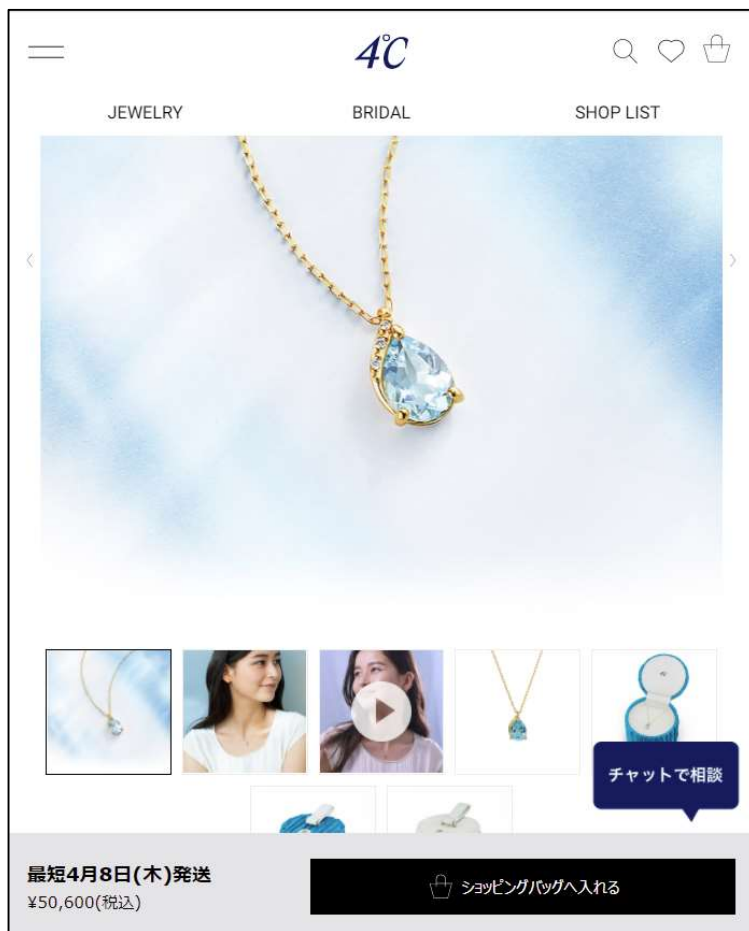 4℃
JEWELRY
BRIDAL
SHOP LIST
チャットで相談
最短4月8日(木)発送
¥50,600(税込)
ショッピングバッグへ入れる